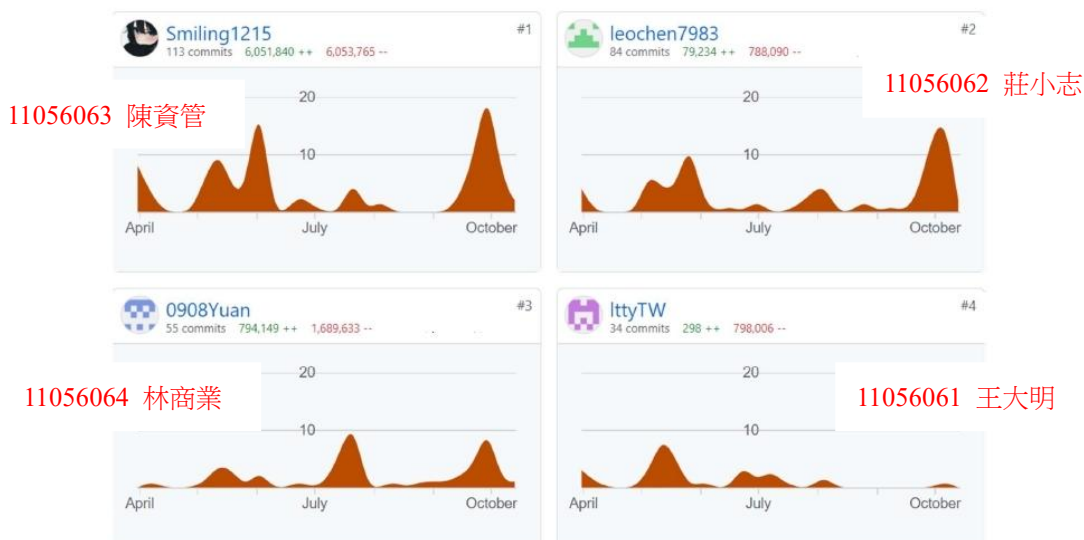 Smiling1215 #1
113 commits 6,051,840 ++ 6,053,765 --
11056063 陳資管
20
10
April July October
leochen7983 #2
84 commits 79,234 ++ 788,090 --
11056062 莊小志
20
10
April July October
0908Yuan #3
55 commits 794,149 ++ 1,689,633 --
20
11056064 林商業
10
April July October
lttyTW #4
34 commits 298 ++ 798,006 --
20
11056061 王大明
10
April July October